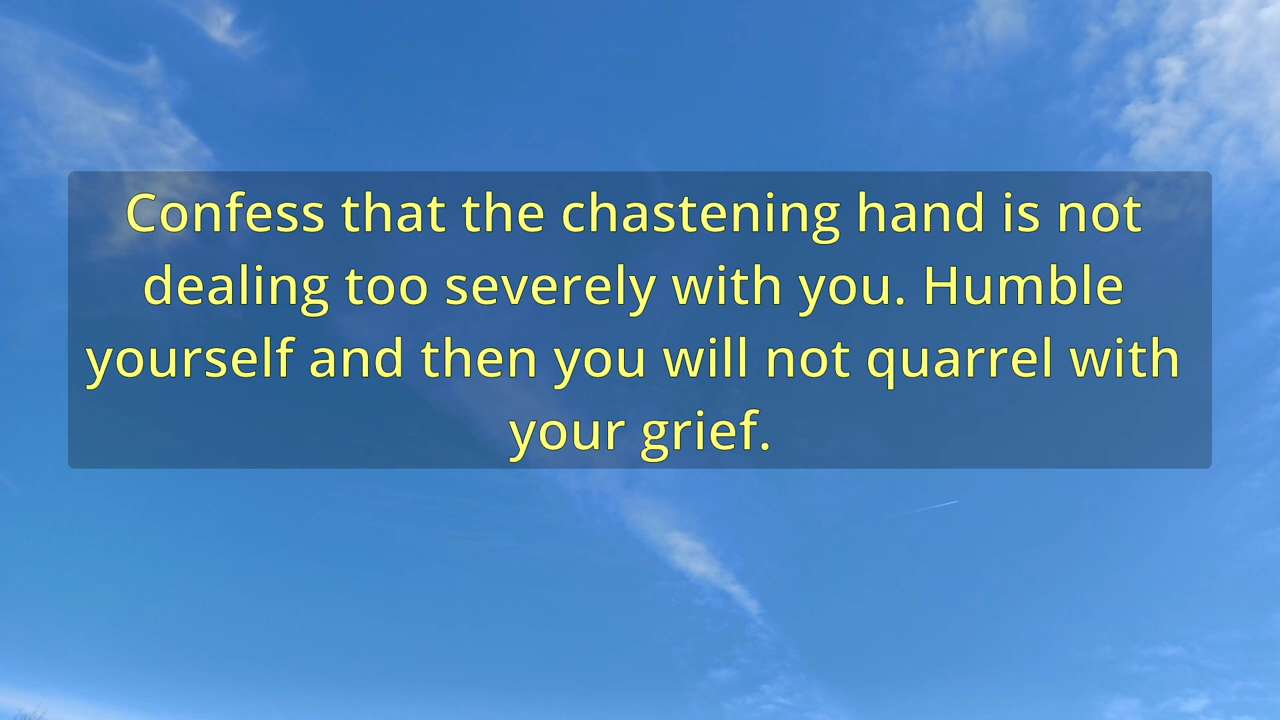 Confess that the chastening hand is not
dealing too severely with you. Humble
yourself and then you will not quarrel with
your grief.